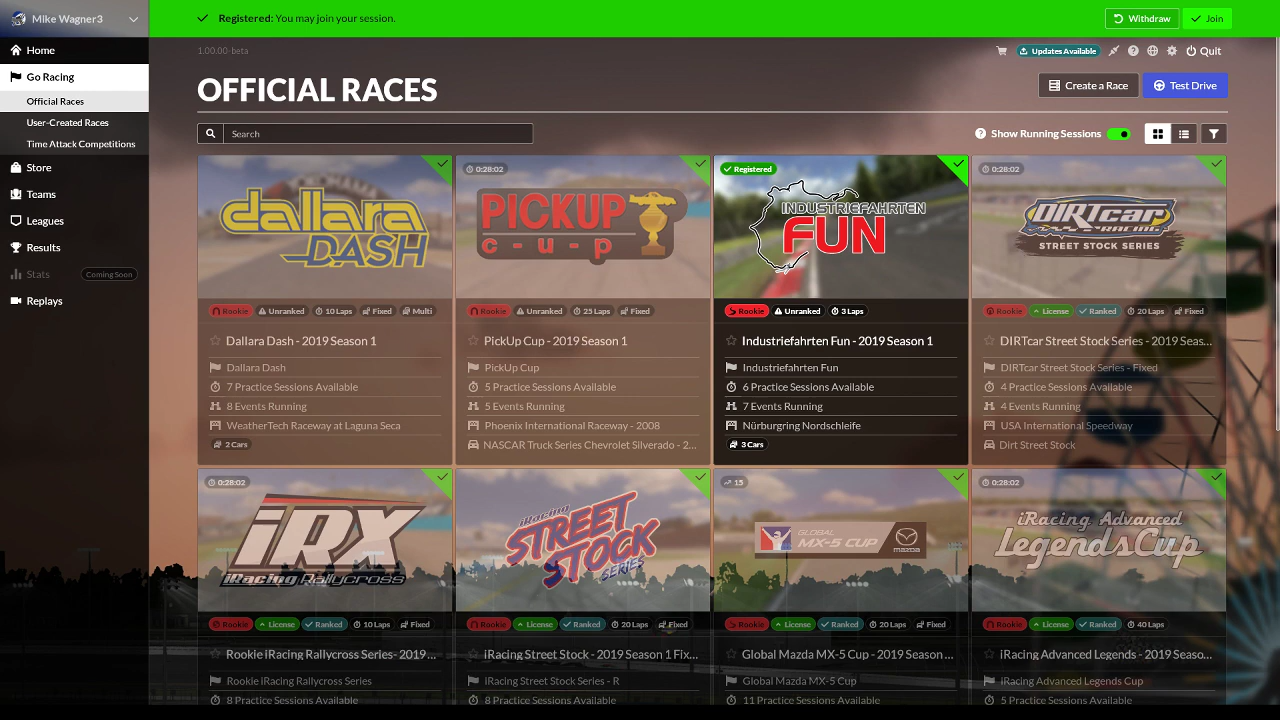 Mike Wagner3
Registered: You may join your session.
Withdraw
Join
Home
Go Racing
Official Races
User-Created Races
Time Attack Competitions
Store
Teams
Leagues
Results
Stats
Coming Soon
Replays
1.00.00-beta
Updates Available
Quit
OFFICIAL RACES
Create a Race
Test Drive
Search
Show Running Sessions
dallara
DASH
Rookie Unranked 10 Laps Fixed Multi
Dallara Dash - 2019 Season 1
Dallara Dash
7 Practice Sessions Available
8 Events Running
WeatherTech Raceway at Laguna Seca
2 Cars
0:28:02
PICKUP
c-u-p
Rookie Unranked 25 Laps Fixed
PickUp Cup - 2019 Season 1
PickUp Cup
5 Practice Sessions Available
5 Events Running
Phoenix International Raceway - 2008
NASCAR Truck Series Chevrolet Silverado - 2...
Registered
INDUSTRIEFAHRTEN
FUN
Rookie Unranked 3 Laps
Industriefahrten Fun - 2019 Season 1
Industriefahrten Fun
6 Practice Sessions Available
7 Events Running
Nürburgring Nordschleife
3 Cars
0:28:02
DIRTcar
RACING
STREET STOCK SERIES
Rookie License Ranked 20 Laps Fixed
DIRTcar Street Stock Series - 2019 Seas...
DIRTcar Street Stock Series - Fixed
4 Practice Sessions Available
4 Events Running
USA International Speedway
Dirt Street Stock
0:28:02
iRX
iRacing Rallycross
Rookie License Ranked 10 Laps Fixed
Rookie iRacing Rallycross Series- 2019 ...
Rookie iRacing Rallycross Series
8 Practice Sessions Available
iRacing
STREET
STOCK
SERIES
Rookie License Ranked 20 Laps Fixed
iRacing Street Stock - 2019 Season 1 Fix...
iRacing Street Stock Series - R
8 Practice Sessions Available
15
GLOBAL
MX-5 CUP
mazda
Rookie License Ranked 20 Laps Fixed
Global Mazda MX-5 Cup - 2019 Season ...
Global Mazda MX-5 Cup
11 Practice Sessions Available
0:28:02
iRacing Advanced
Legends Cup
Rookie License Ranked 40 Laps
iRacing Advanced Legends - 2019 Seaso...
iRacing Advanced Legends Cup
5 Practice Sessions Available